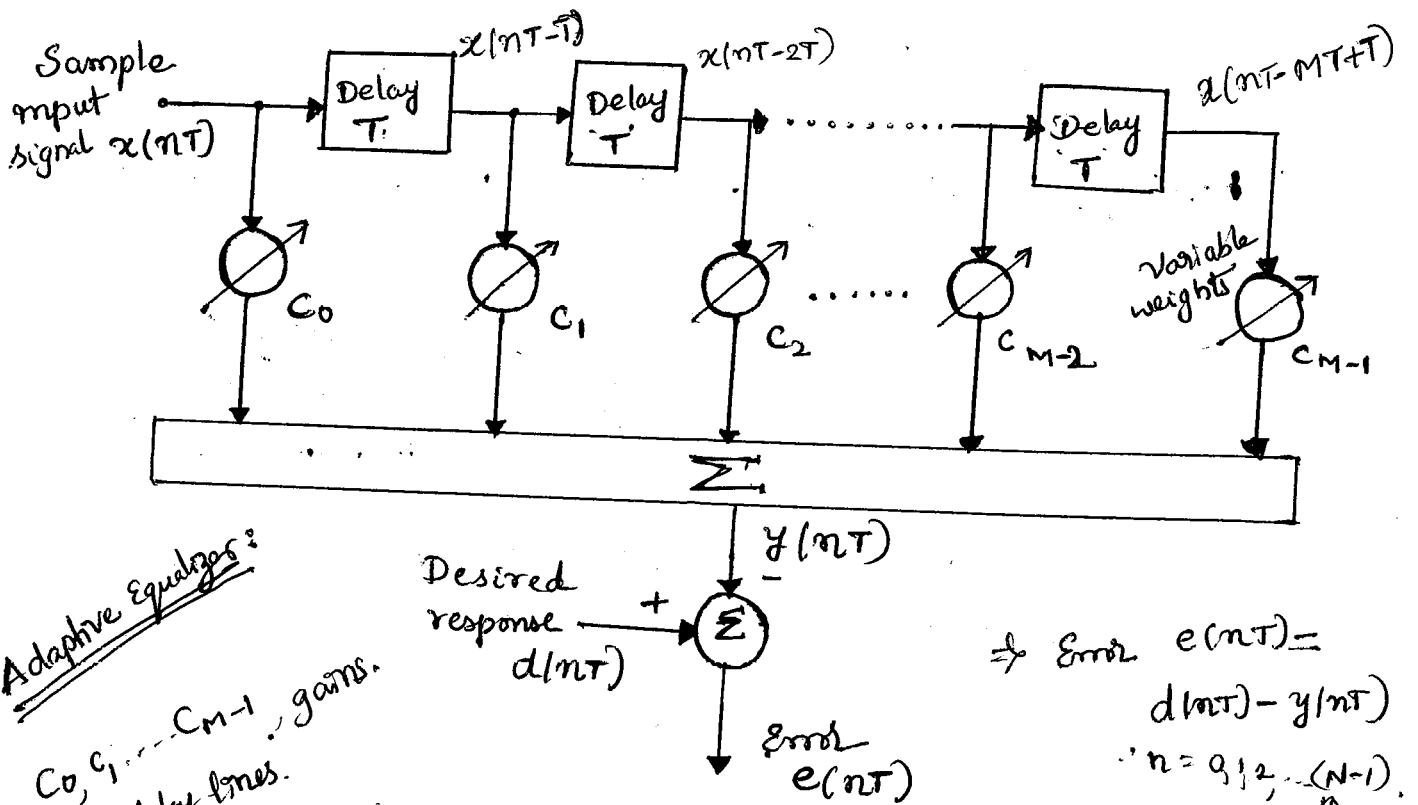 Sample
input
signal x(nT)
Delay
T
x(nT-T)
Delay
T
x(nT-2T)
Delay
T
x(nT-MT+T)
C0
C1
C2
CM-2
Variable
weights
CM-1
Σ
y(nT)
Desired
response
d(nT)
+
-
Σ
Error
e(nT)
Adaptive Equalizer:
C0, C1, ... CM-1, gains.
lines.
⇒ Error e(nT)=
d(nT)- y(nT)
n = 0,1,2,...(N-1).